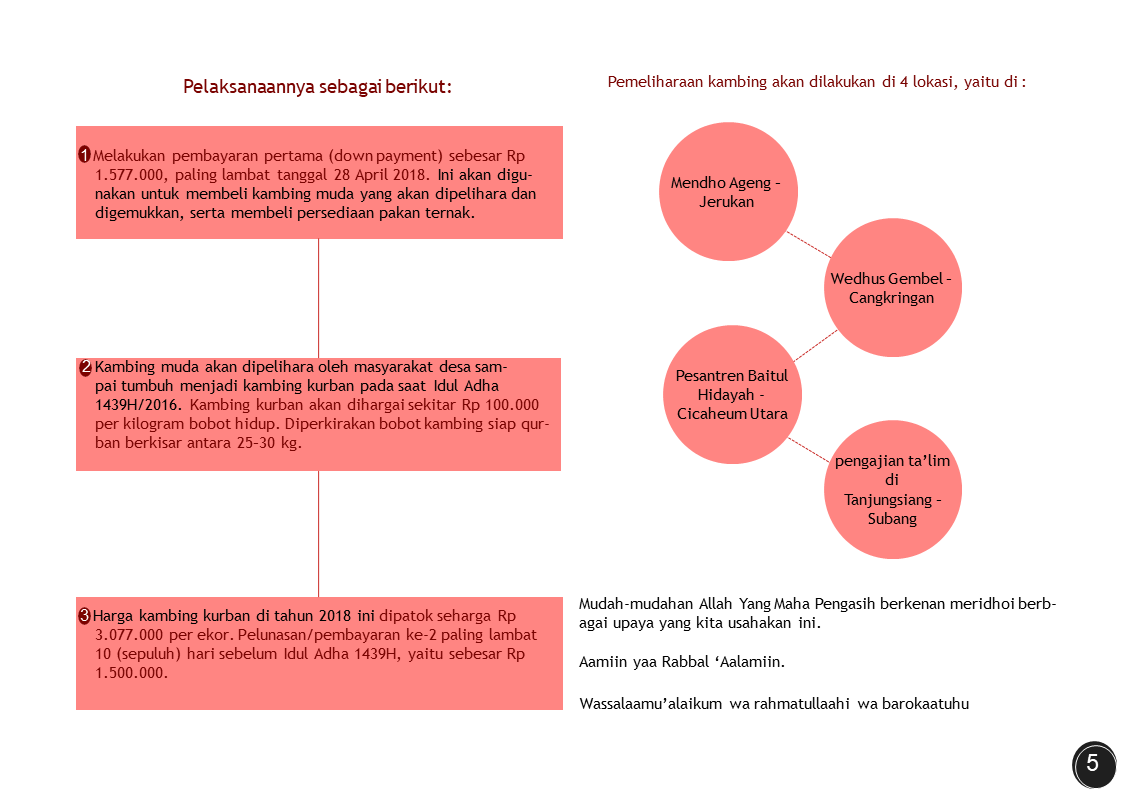 Pelaksanaannya sebagai berikut:
1 Melakukan pembayaran pertama (down payment) sebesar Rp
1.577.000, paling lambat tanggal 28 April 2018. Ini akan digu-
nakan untuk membeli kambing muda yang akan dipelihara dan
digemukkan, serta membeli persediaan pakan ternak.
2 Kambing muda akan dipelihara oleh masyarakat desa sam-
pai tumbuh menjadi kambing kurban pada saat Idul Adha
1439H/2016. Kambing kurban akan dihargai sekitar Rp 100.000
per kilogram bobot hidup. Diperkirakan bobot kambing siap qur-
ban berkisar antara 25–30 kg.
3 Harga kambing kurban di tahun 2018 ini dipatok seharga Rp
3.077.000 per ekor. Pelunasan/pembayaran ke-2 paling lambat
10 (sepuluh) hari sebelum Idul Adha 1439H, yaitu sebesar Rp
1.500.000.
Pemeliharaan kambing akan dilakukan di 4 lokasi, yaitu di :
Mendho Ageng –
Jerukan
Wedhus Gembel –
Cangkringan
Pesantren Baitul
Hidayah –
Cicaheum Utara
pengajian ta’lim
di
Tanjungsiang –
Subang
Mudah-mudahan Allah Yang Maha Pengasih berkenan meridhoi berb-
agai upaya yang kita usahakan ini.
Aamiin yaa Rabbal ‘Aalamiin.
Wassalaamu’alaikum wa rahmatullaahi wa barokaatuhu
5